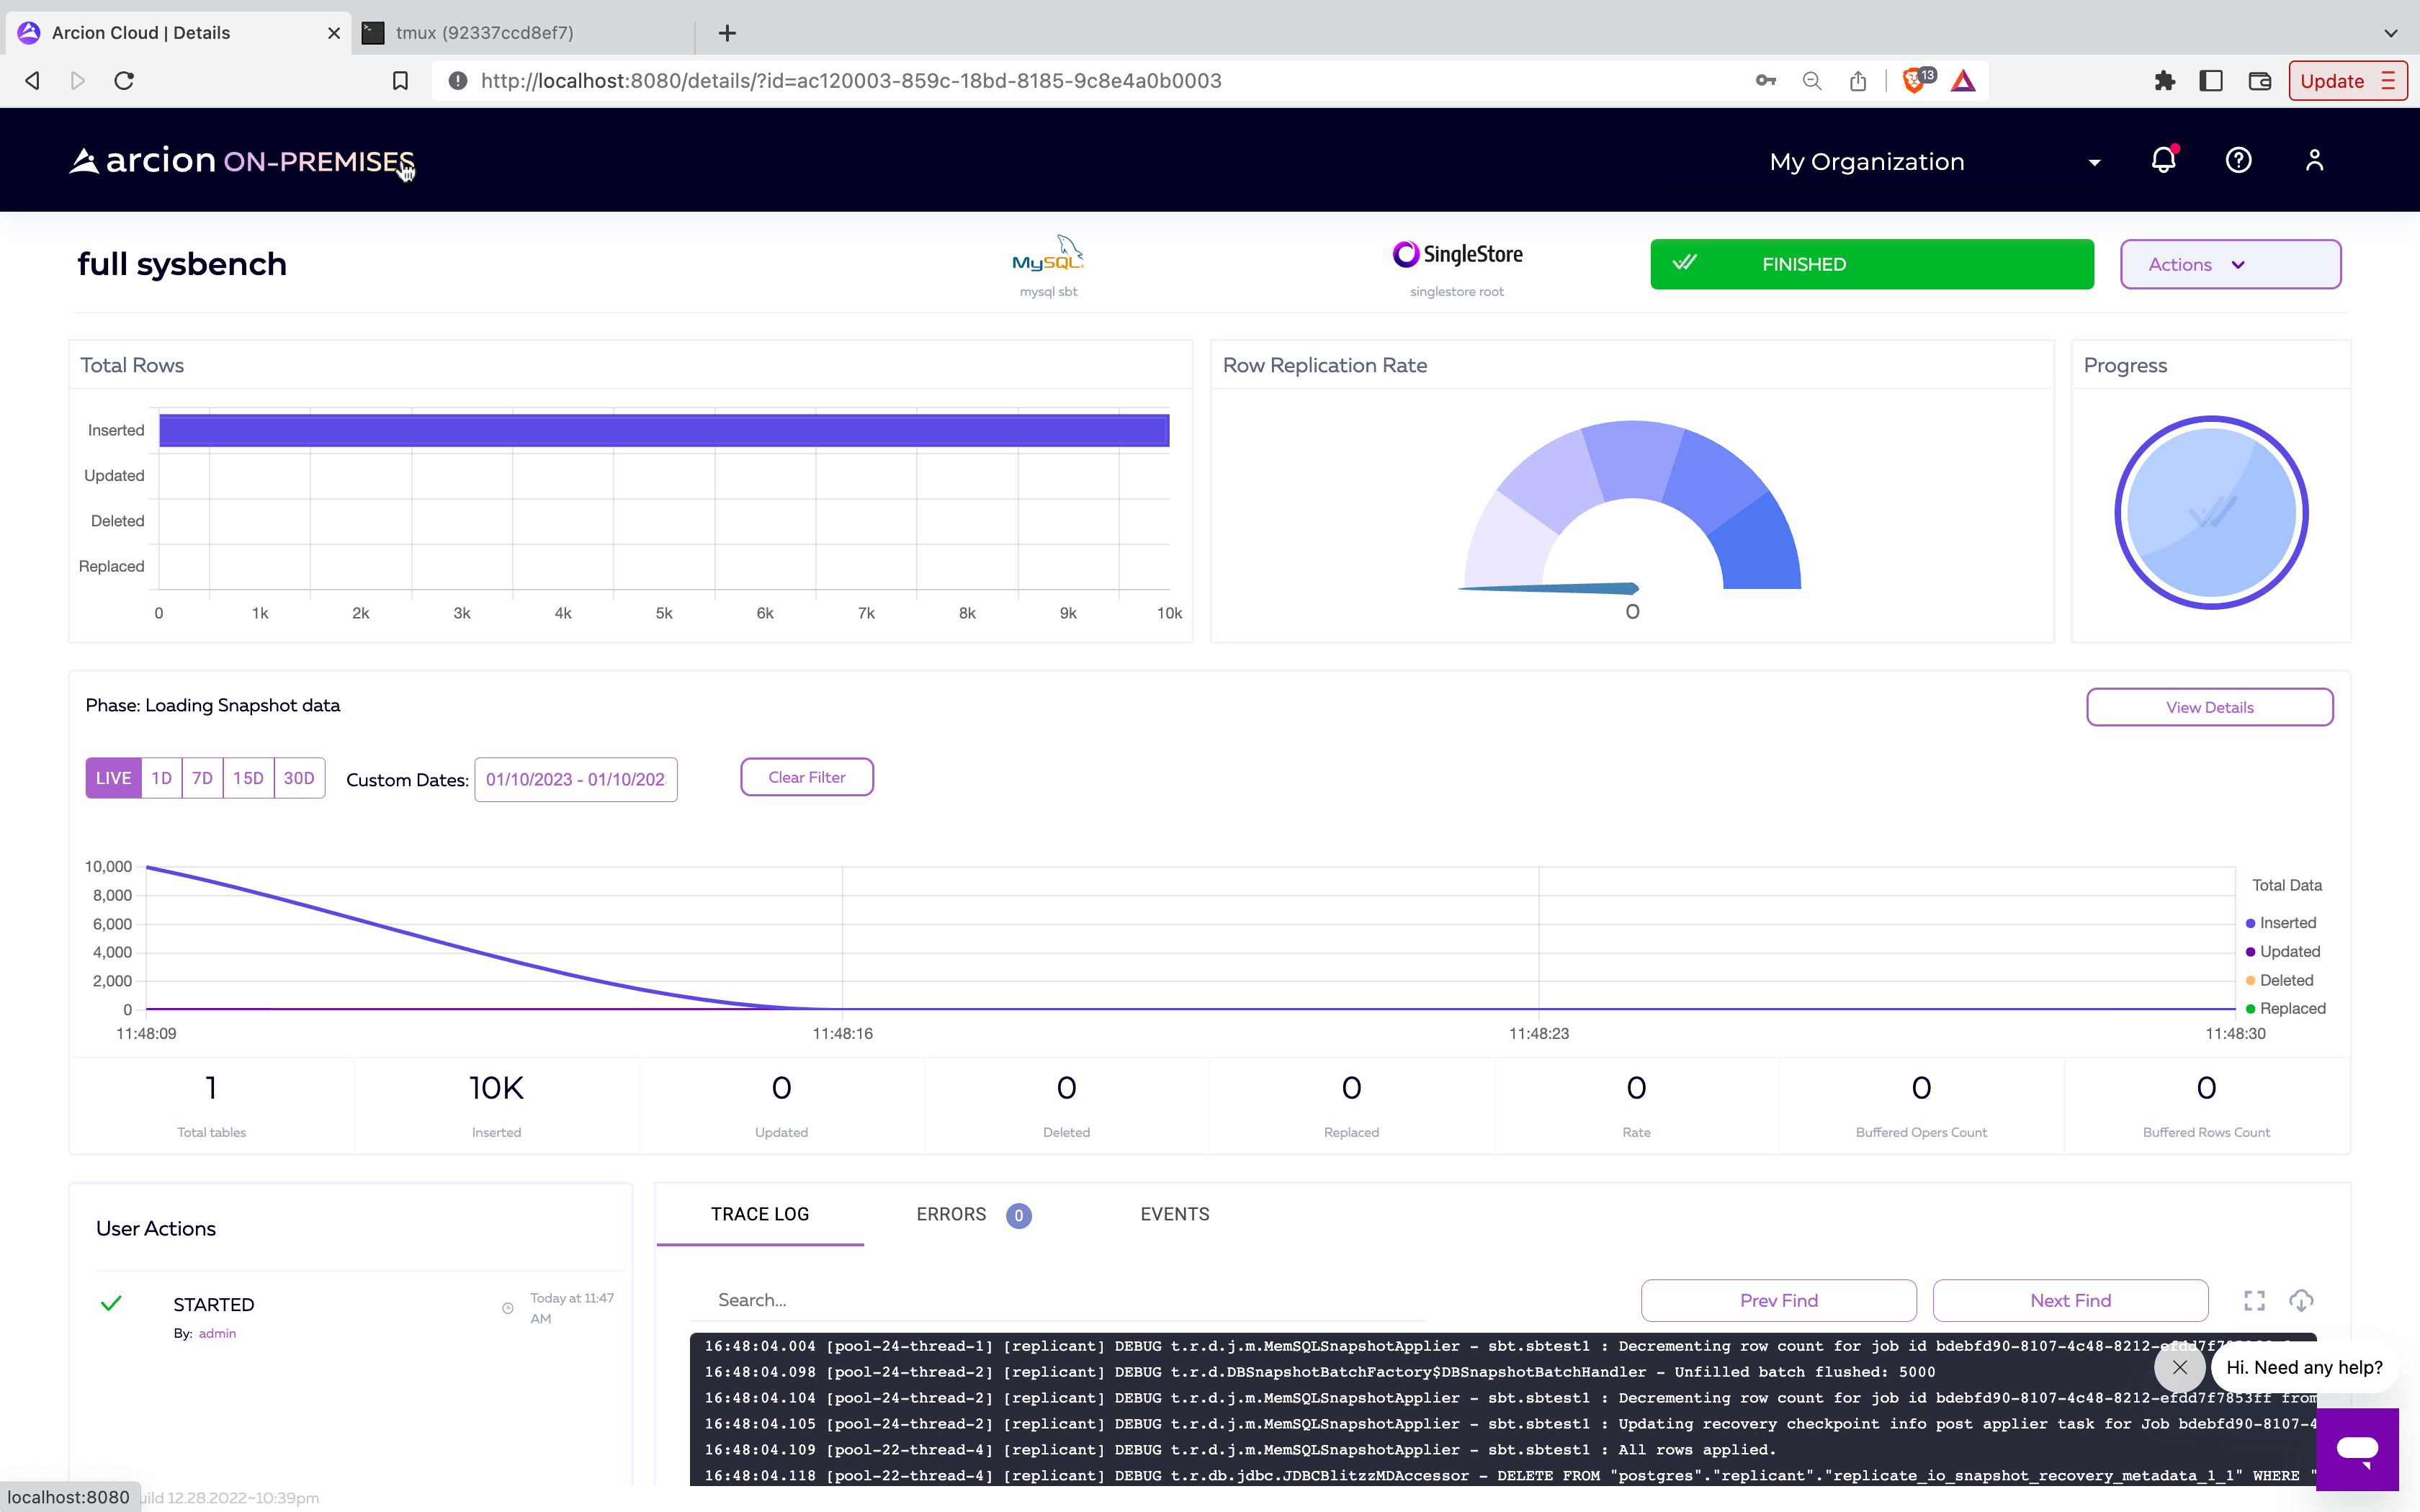 Arcion Cloud | Details
tmux (92337ccd8ef7)
http://localhost:8080/details/?id=ac120003-859c-18bd-8185-9c8e4a0b0003
13
Update
arcion ON-PREMISES
My Organization
full sysbench
MySQL
mysql sbt
SingleStore
singlestore root
FINISHED
Actions
Total Rows
Inserted
Updated
Deleted
Replaced
0 1k 2k 3k 4k 5k 6k 7k 8k 9k 10k
Row Replication Rate
0
Progress
Phase: Loading Snapshot data
View Details
LIVE 1D 7D 15D 30D
Custom Dates: 01/10/2023 - 01/10/202
Clear Filter
10,000
8,000
6,000
4,000
2,000
0
11:48:09 11:48:16 11:48:23 11:48:30
Total Data
Inserted
Updated
Deleted
Replaced
1 10K 0 0 0 0 0 0
Total tables Inserted Updated Deleted Replaced Rate Buffered Opers Count Buffered Rows Count
User Actions
STARTED
By: admin
Today at 11:47
AM
TRACE LOG ERRORS 0 EVENTS
Search...
Prev Find
Next Find
16:48:04.004 [pool-24-thread-1] [replicant] DEBUG t.r.d.j.m.MemSQLSnapshotApplier - sbt.sbtest1 : Decrementing row count for job id
16:48:04.098 [pool-24-thread-2] [replicant] DEBUG t.r.d.DBSnapshotBatchFactory$DBSnapshotBatchHandler - Unfilled batch flushed: 5000
16:48:04.104 [pool-24-thread-2] [replicant] DEBUG t.r.d.j.m.MemSQLSnapshotApplier - sbt.sbtest1 : Decrementing row count for job id bdebfd90-8107-4c48-8212-efdd7f7853ff from
16:48:04.105 [pool-24-thread-2] [replicant] DEBUG t.r.d.j.m.MemSQLSnapshotApplier - sbt.sbtest1 : Updating recovery checkpoint info post applier task for Job bdebfd90-8107-4
16:48:04.109 [pool-22-thread-4] [replicant] DEBUG t.r.d.j.m.MemSQLSnapshotApplier - sbt.sbtest1 : All rows applied.
16:48:04.118 [pool-22-thread-4] [replicant] DEBUG t.r.db.jdbc.JDBCBlitzzMDAccessor - DELETE FROM "postgres"."replicant"."replicate_io_snapshot_recovery_metadata_1_1" WHERE "
Hi. Need any help?
localhost:8080
uild 12.28.2022~10:39pm